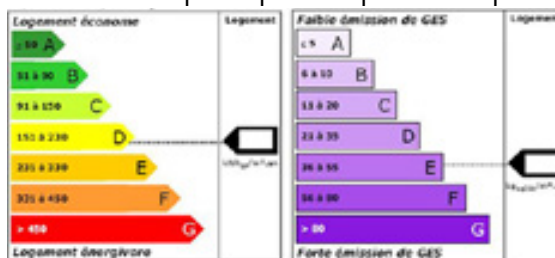 Logement économe
Logement
≤ 50 A
51 à 90 B
91 à 150 C
151 à 230 D
231 à 330 E
331 à 450 F
> 450 G
Logement énergivore
Faible émission de GES
Logement
≤ 5 A
6 à 10 B
11 à 20 C
21 à 35 D
36 à 55 E
56 à 80 F
> 80 G
Forte émission de GES